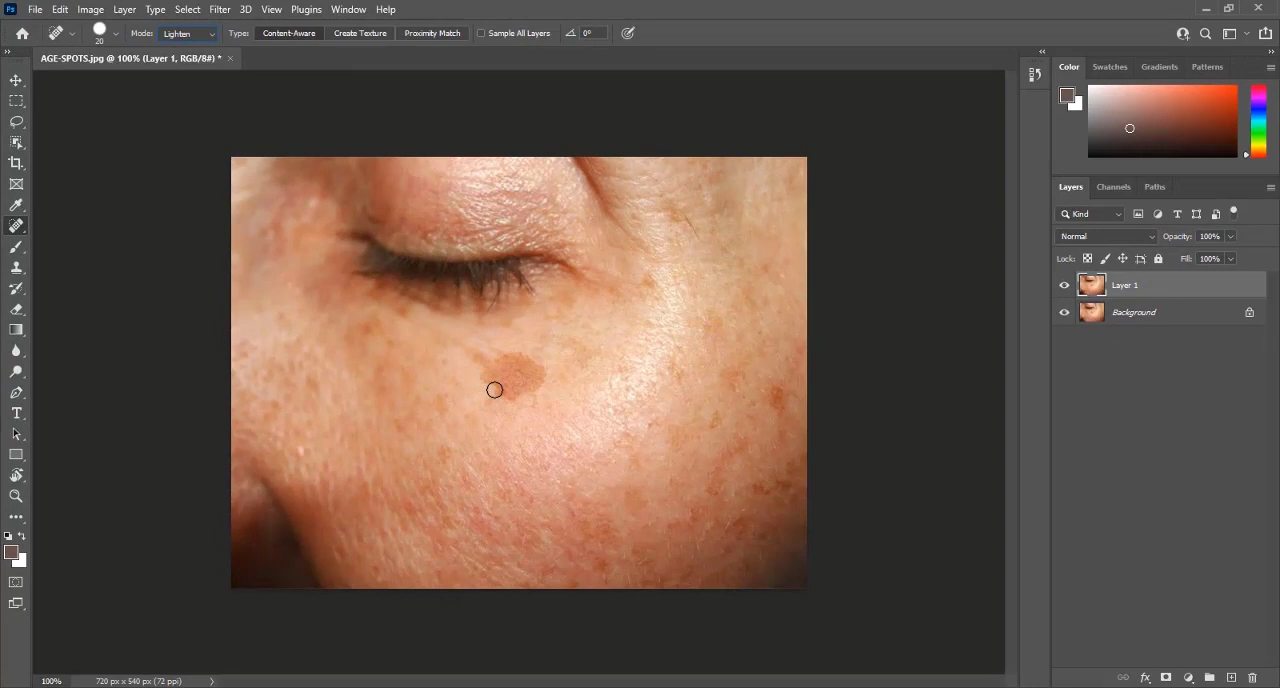 Ps File Edit Image Layer Type Select Filter 3D View Plugins Window Help
20 Mode: Lighten Type: Content-Aware Create Texture Proximity Match Sample All Layers 0°
AGE-SPOTS.jpg @ 100% (Layer 1, RGB/8#) * ×
Color Swatches Gradients Patterns
Layers Channels Paths
Kind
Normal Opacity: 100%
Lock: Fill: 100%
Layer 1
Background
100% 720 px x 540 px (72 ppi)